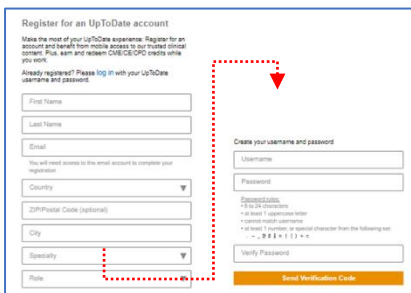 Register for an UpToDate account
Make the most of your UpToDate experience: Register for an
account and benefit from mobile access to our trusted clinical
content. Plus, earn and redeem CME/CE/CPD credits while
you work.
Already registered? Please log in with your UpToDate
username and password.
First Name
Last Name
Email
You will need access to this email account to complete your
registration
Country
ZIP/Postal Code (optional)
City
Specialty
Role
Create your username and password
Username
Password
Password rules:
• 8 to 24 characters
• at least 1 uppercase letter
• cannot match username
• at least 1 number, or special character from the following set:
Verify Password
Send Verification Code